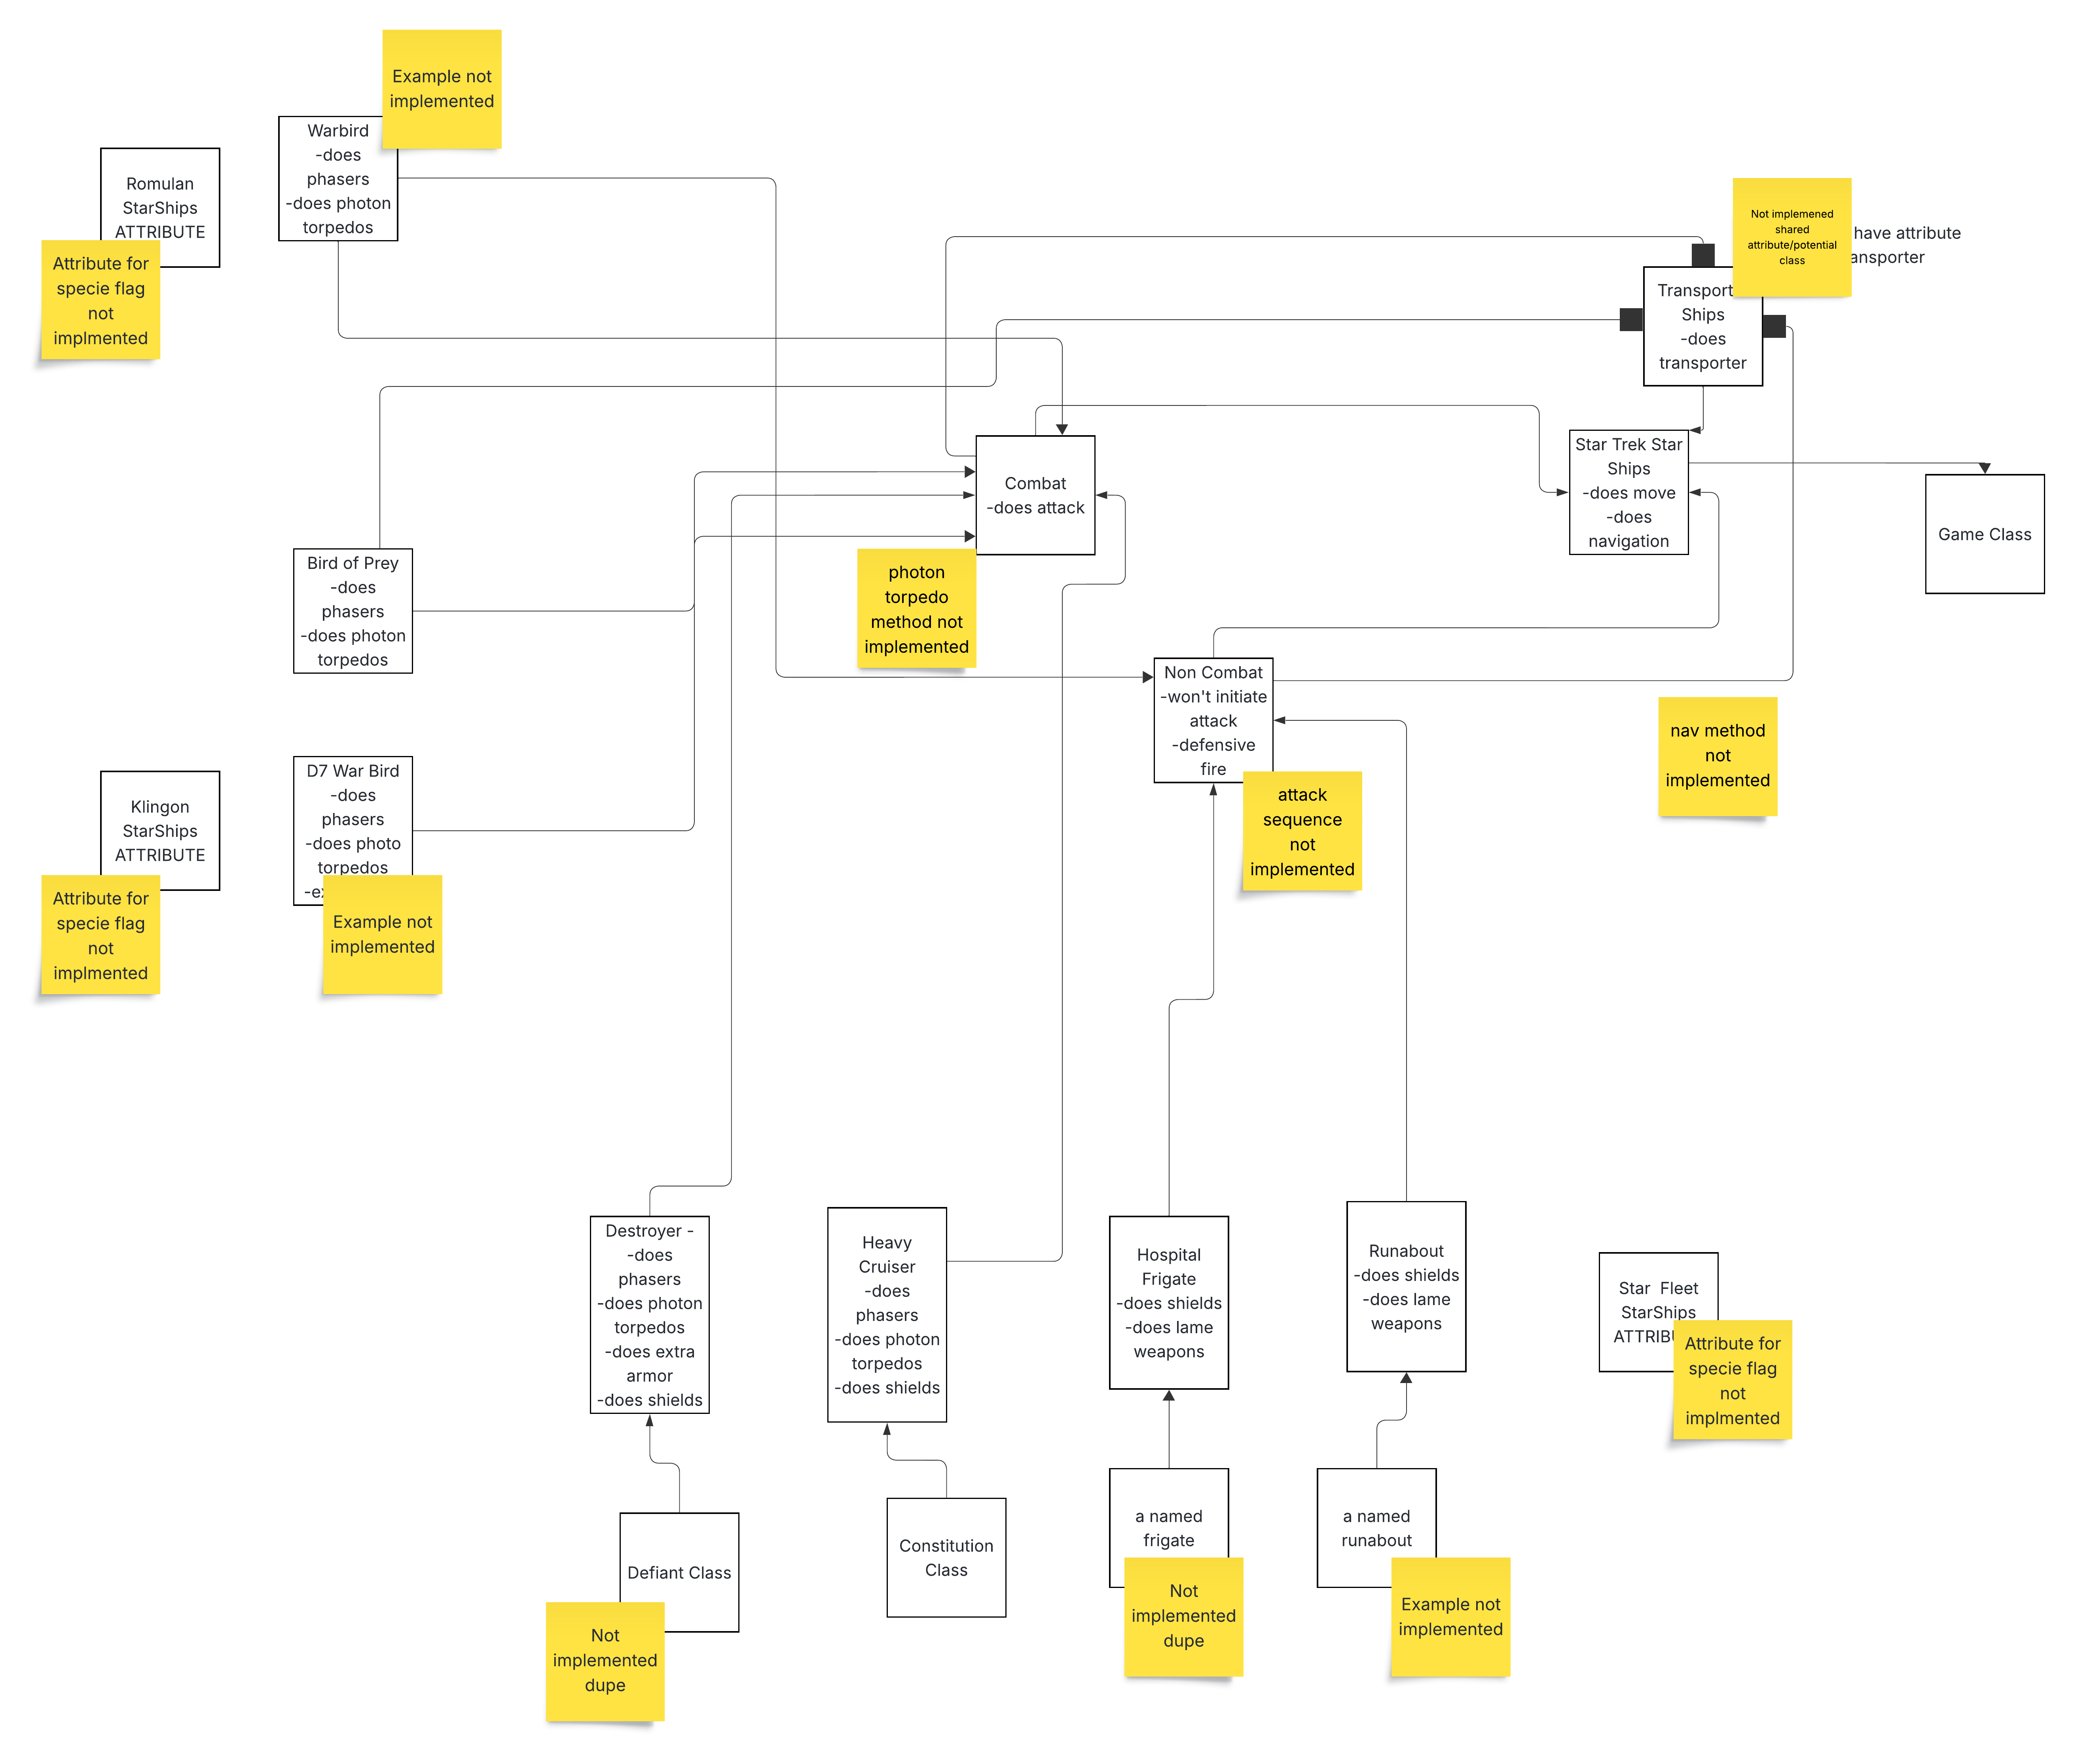 Example not
implemented
Warbird
-does
phasers
-does photon
torpedos
Romulan
StarShips
ATTRIBUTE
Attribute for
specie flag
not
implmented
Not implemened
shared
attribute/potential
class
have attribute
Transport
Ships
-does
transporter
Star Trek Star
Ships
-does move
-does
navigation
Game Class
Combat
-does attack
photon
torpedo
method not
implemented
Bird of Prey
-does
phasers
-does photon
torpedos
Non Combat
-won't initiate
attack
-defensive
fire
attack
sequence
not
implemented
nav method
not
implemented
Klingon
StarShips
ATTRIBUTE
Attribute for
specie flag
not
implmented
D7 War Bird
-does
phasers
-does photo
torpedos
Example not
implemented
Destroyer -
-does
phasers
-does photon
torpedos
-does extra
armor
-does shields
Heavy
Cruiser
-does
phasers
-does photon
torpedos
-does shields
Hospital
Frigate
-does shields
-does lame
weapons
Runabout
-does shields
-does lame
weapons
Star Fleet
StarShips
Attribute for
specie flag
not
implmented
Defiant Class
Not
implemented
dupe
Constitution
Class
a named
frigate
Not
implemented
dupe
a named
runabout
Example not
implemented